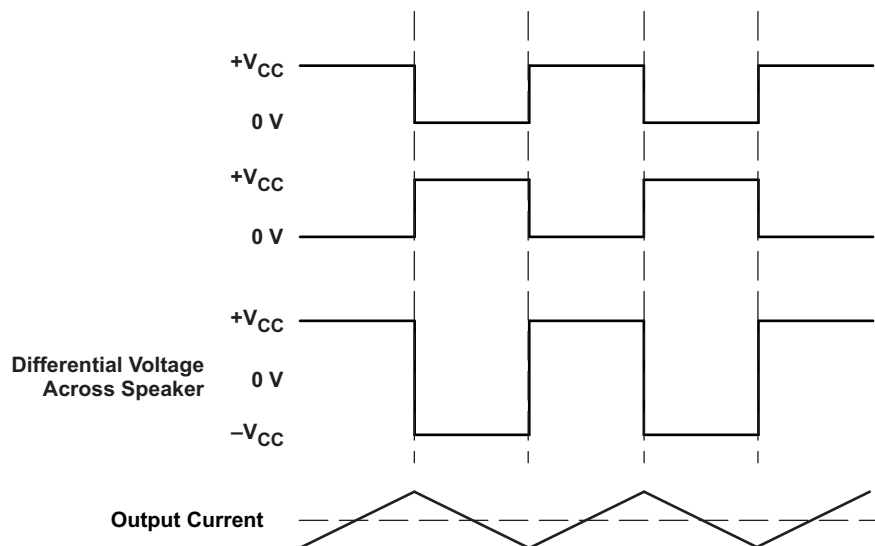 +VCC
0 V
+VCC
0 V
+VCC
Differential Voltage
Across Speaker
0 V
–VCC
Output Current